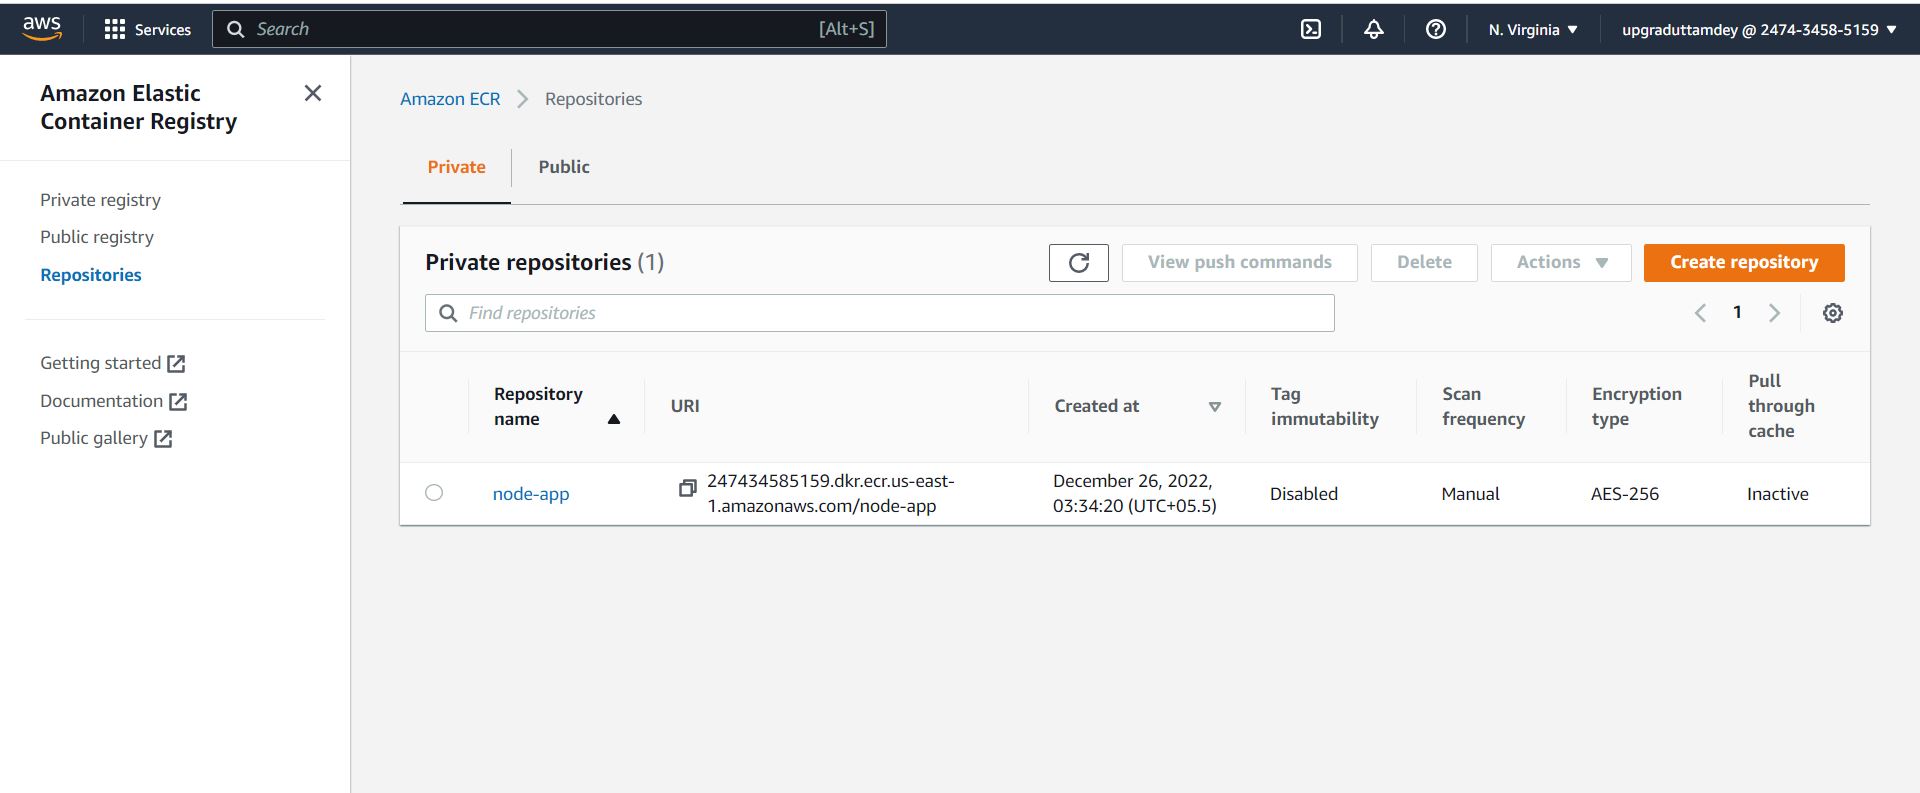 aws Services Search [Alt+S] N. Virginia upgraduttamdey @ 2474-3458-5159
Amazon Elastic
Container Registry
Private registry
Public registry
Repositories
Getting started
Documentation
Public gallery
Amazon ECR Repositories
Private Public
Private repositories (1) View push commands Delete Actions Create repository
Find repositories 1
Repository
name
URI
Created at
Tag
immutability
Scan
frequency
Encryption
type
Pull
through
cache
node-app
247434585159.dkr.ecr.us-east-
1.amazonaws.com/node-app
December 26, 2022,
03:34:20 (UTC+05.5)
Disabled
Manual
AES-256
Inactive